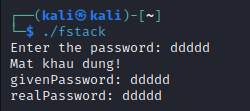 ┌──(kali㉿kali)-[~]
└─$ ./fstack
Enter the password: ddddd
Mat khau dung!
givenPassword: ddddd
realPassword: ddddd